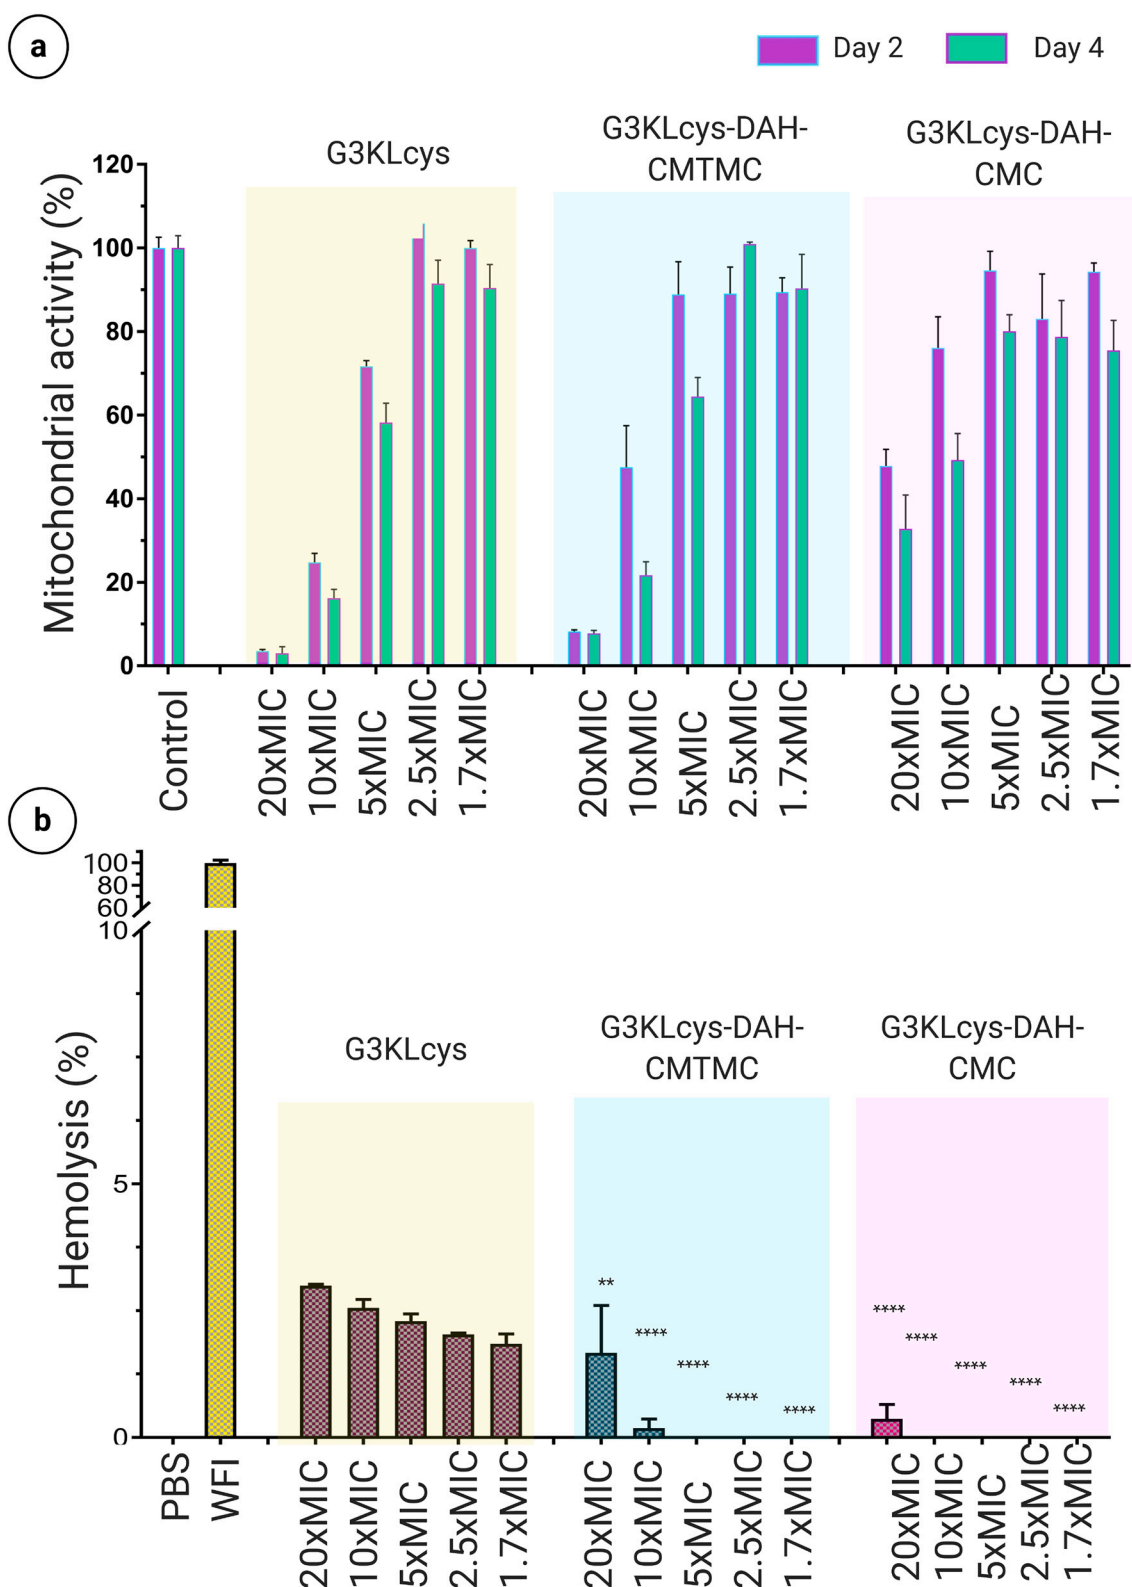 a
Day 2 Day 4
G3KLcys
G3KLcys-DAH-
CMTMC
G3KLcys-DAH-
CMC
Mitochondrial activity (%)
120
100
80
60
40
20
0
Control
20xMIC
10xMIC
5xMIC
2.5xMIC
1.7xMIC
20xMIC
10xMIC
5xMIC
2.5xMIC
1.7xMIC
20xMIC
10xMIC
5xMIC
2.5xMIC
1.7xMIC
b
Hemolysis (%)
100
80
60
10
5
0
G3KLcys
G3KLcys-DAH-
CMTMC
G3KLcys-DAH-
CMC
**
****
****
****
****
****
****
****
****
****
PBS
WFI
20xMIC
10xMIC
5xMIC
2.5xMIC
1.7xMIC
20xMIC
10xMIC
5xMIC
2.5xMIC
1.7xMIC
20xMIC
10xMIC
5xMIC
2.5xMIC
1.7xMIC